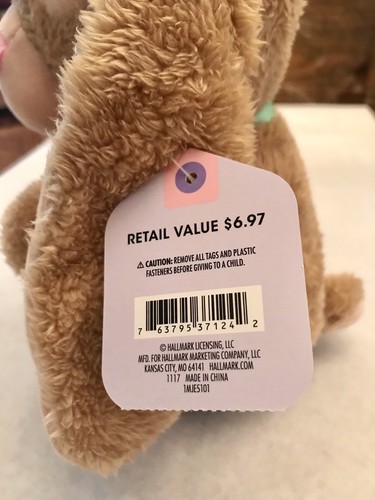 RETAIL VALUE $6.97
⚠ CAUTION: REMOVE ALL TAGS AND PLASTIC
FASTENERS BEFORE GIVING TO A CHILD.
7 63795 37124 2
© HALLMARK LICENSING, LLC
MFD. FOR HALLMARK MARKETING COMPANY, LLC
KANSAS CITY, MO 64141 HALLMARK.COM
1117 MADE IN CHINA
1MJE5101